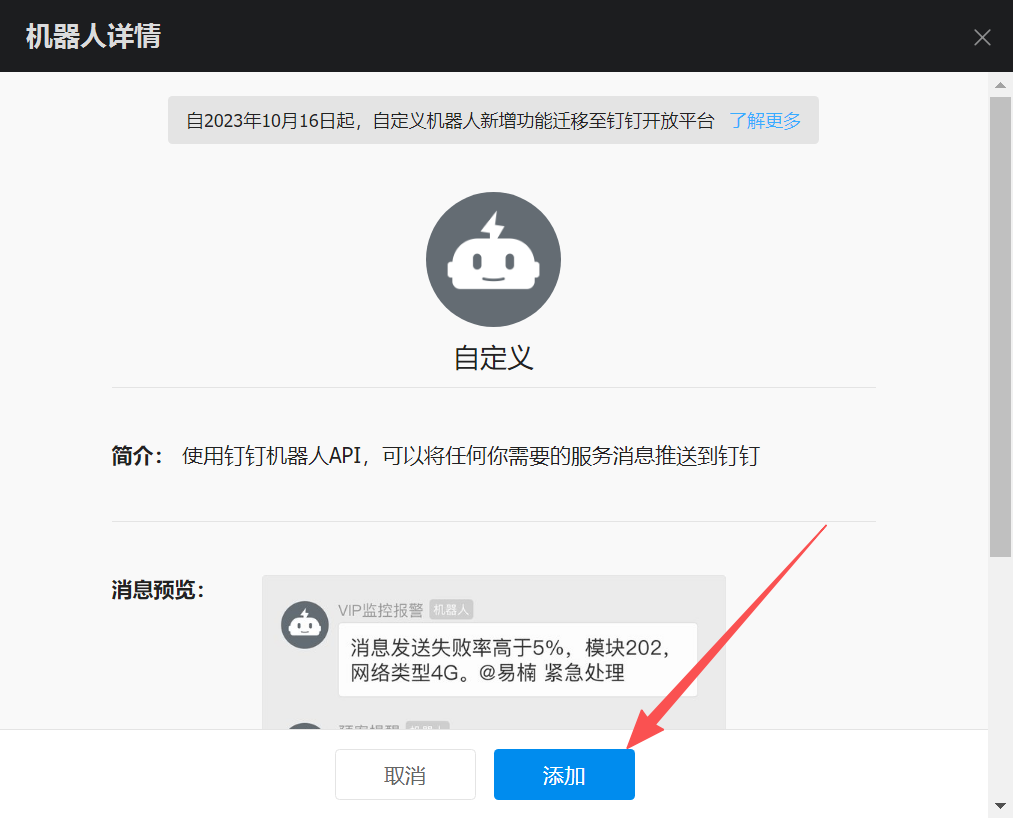 机器人详情
自2023年10月16日起，自定义机器人新增功能迁移至钉钉开放平台 了解更多
自定义
简介： 使用钉钉机器人API，可以将任何你需要的服务消息推送到钉钉
消息预览：
VIP监控报警 机器人
消息发送失败率高于5%，模块202，
网络类型4G。@易楠 紧急处理
取消
添加